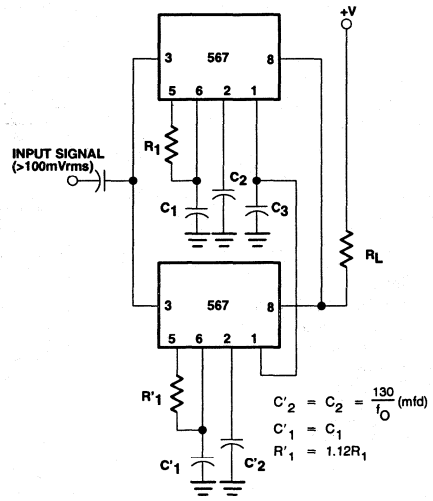 +V
3 567 8
5 6 2 1
R1
INPUT SIGNAL
(>100mVrms)
C1
C2
C3
RL
3 567 8
5 6 2 1
R'1
C'1
C'2
C'2 = C2 = 130/fO (mfd)
C'1 = C1
R'1 = 1.12R1